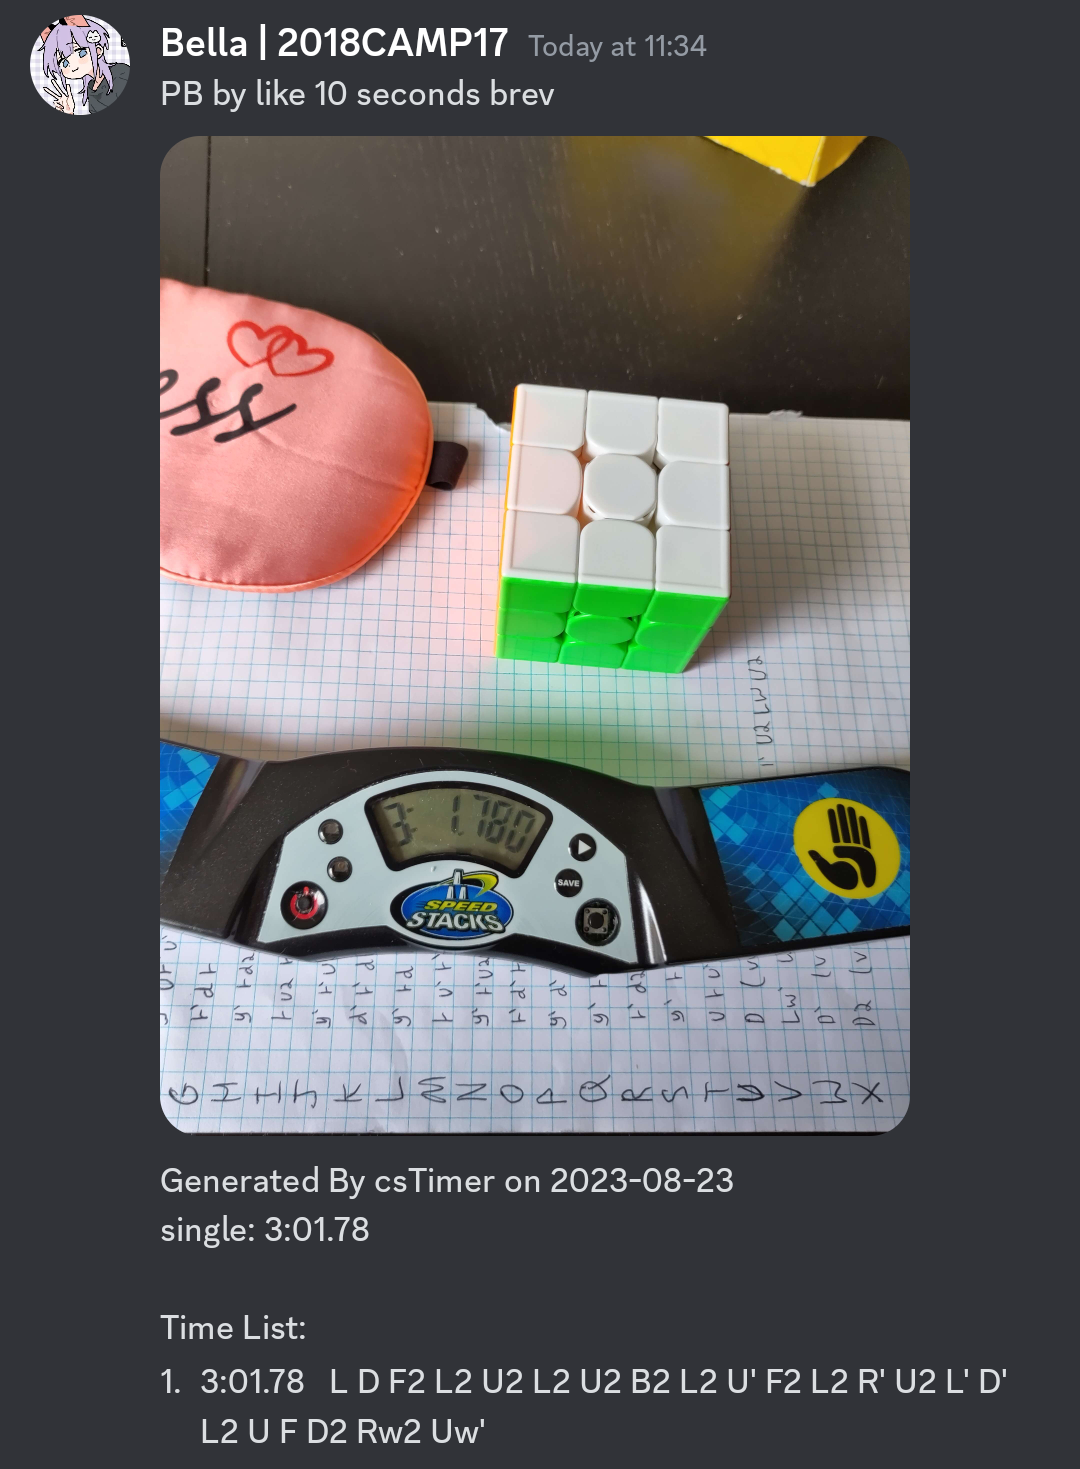 Bella | 2018CAMP17 Today at 11:34
PB by like 10 seconds brev
3: 1.780
SAVE
SPEED
STACKS
G H I J K L M N O P Q R S T U V W X
Generated By csTimer on 2023-08-23
single: 3:01.78
Time List:
1. 3:01.78 L D F2 L2 U2 L2 U2 B2 L2 U' F2 L2 R' U2 L' D'
L2 U F D2 Rw2 Uw'